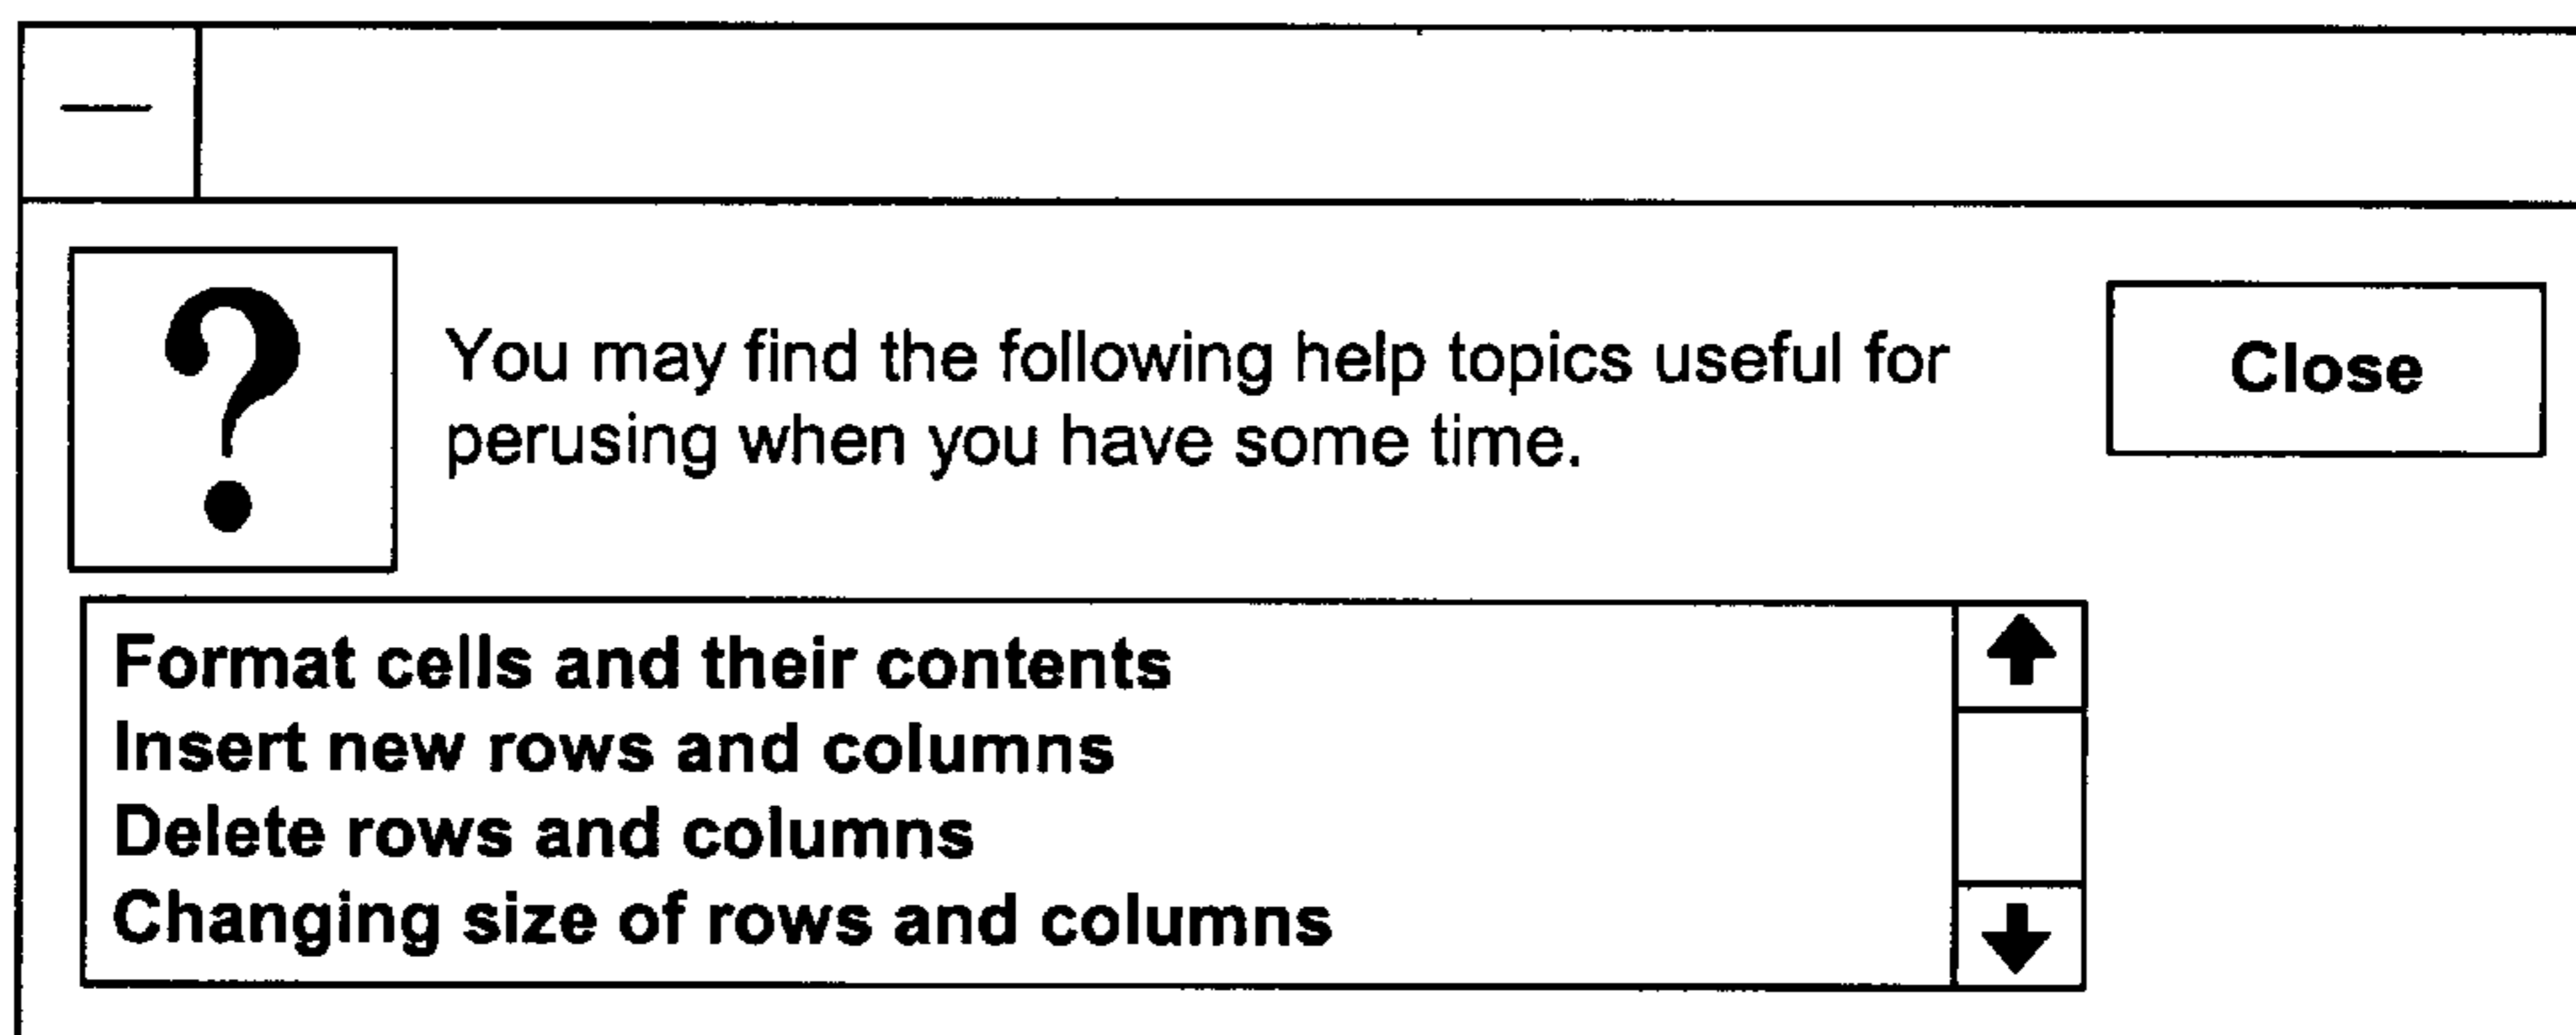 ?
You may find the following help topics useful for
perusing when you have some time.
Close
Format cells and their contents
Insert new rows and columns
Delete rows and columns
Changing size of rows and columns